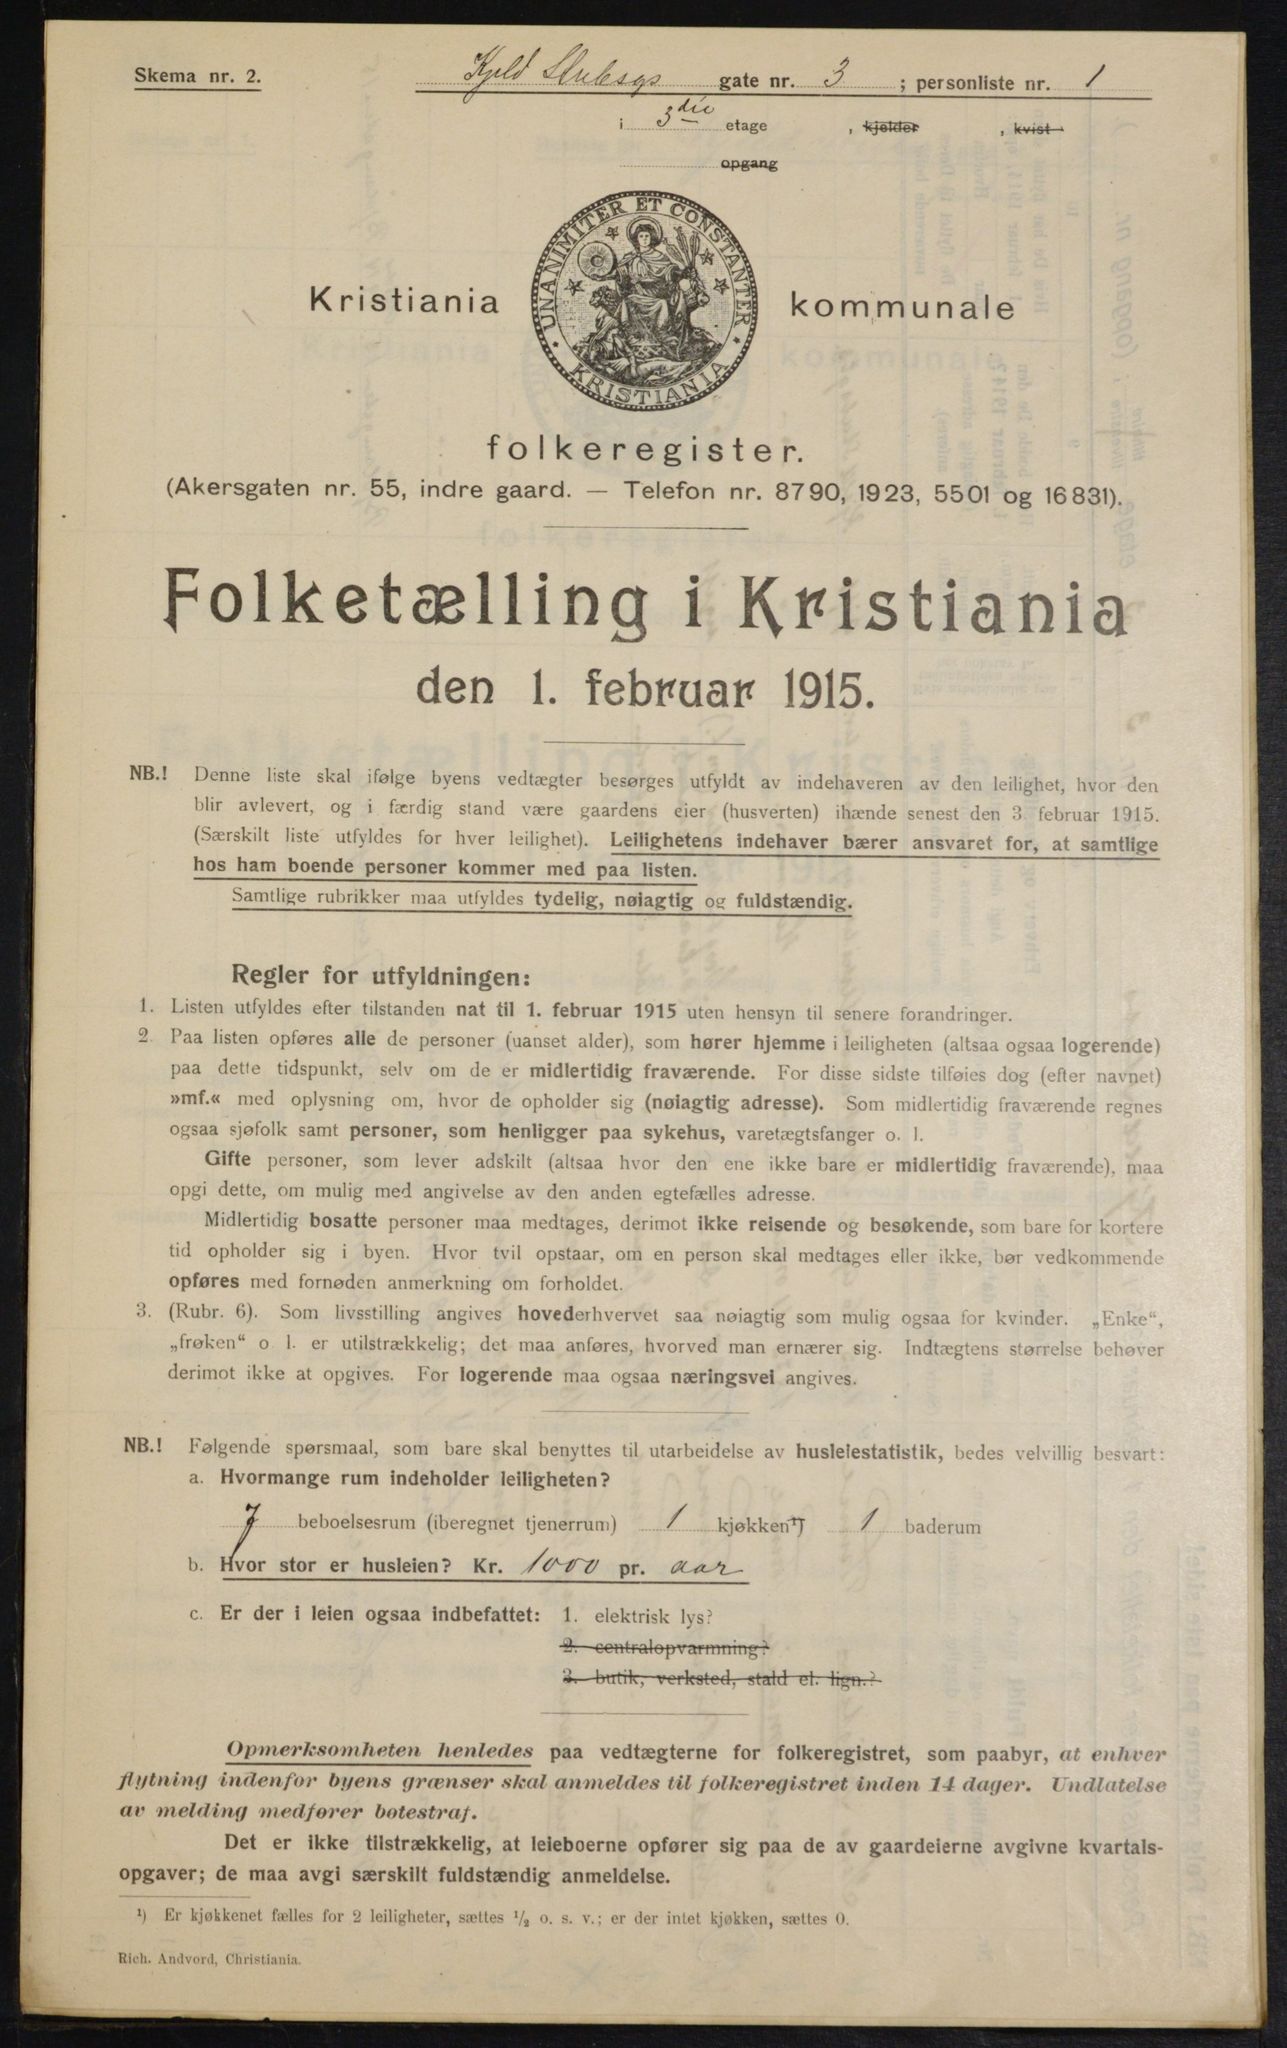 Skema nr. 2.
Kjeld Stubsgs gate nr. 3 ; personliste nr. 1
i 3die etage , kjelder , kvist
opgang
UNANIMITER ET CONSTANTER
KRISTIANIA
Kristiania kommunale
folkeregister.
(Akersgaten nr. 55, indre gaard. — Telefon nr. 8790, 1923, 5501 og 16831).
Folketælling i Kristiania
den 1. februar 1915.
NB.! Denne liste skal ifølge byens vedtægter besørges utfyldt av indehaveren av den leilighet, hvor den
blir avlevert, og i færdig stand være gaardens eier (husverten) ihænde senest den 3. februar 1915.
(Særskilt liste utfyldes for hver leilighet). Leilighetens indehaver bærer ansvaret for, at samtlige
hos ham boende personer kommer med paa listen.
Samtlige rubrikker maa utfyldes tydelig, nøiagtig og fuldstændig.
Regler for utfyldningen:
1. Listen utfyldes efter tilstanden nat til 1. februar 1915 uten hensyn til senere forandringer.
2. Paa listen opføres alle de personer (uanset alder), som hører hjemme i leiligheten (altsaa ogsaa logerende)
paa dette tidspunkt, selv om de er midlertidig fraværende. For disse sidste tilføies dog (efter navnet)
»mf.« med oplysning om, hvor de opholder sig (nøiagtig adresse). Som midlertidig fraværende regnes
ogsaa sjøfolk samt personer, som henligger paa sykehus, varetægtsfanger o. l.
Gifte personer, som lever adskilt (altsaa hvor den ene ikke bare er midlertidig fraværende), maa
opgi dette, om mulig med angivelse av den anden egtefælles adresse.
Midlertidig bosatte personer maa medtages, derimot ikke reisende og besøkende, som bare for kortere
tid opholder sig i byen. Hvor tvil opstaar, om en person skal medtages eller ikke, bør vedkommende
opføres med fornøden anmerkning om forholdet.
3. (Rubr. 6). Som livsstilling angives hovederhvervet saa nøiagtig som mulig ogsaa for kvinder. „Enke“,
„frøken“ o l. er utilstrækkelig; det maa anføres, hvorved man ernærer sig. Indtægtens størrelse behøver
derimot ikke at opgives. For logerende maa ogsaa næringsvei angives.
NB.! Følgende spørsmaal, som bare skal benyttes til utarbeidelse av husleiestatistik, bedes velvillig besvart:
a. Hvormange rum indeholder leiligheten?
7 beboelsesrum (iberegnet tjenerrum) 1 kjøkken¹) 1 baderum
b. Hvor stor er husleien? Kr. 1000 pr. aar
c. Er der i leien ogsaa indbefattet: 1. elektrisk lys?
2. centralopvarmning?
3. butik, verksted, stald el. lign.?
Opmerksomheten henledes paa vedtægterne for folkeregistret, som paabyr, at enhver
flytning indenfor byens grænser skal anmeldes til folkeregistret inden 14 dager. Undlatelse
av melding medfører botestraf.
Det er ikke tilstrækkelig, at leieboerne opfører sig paa de av gaardeierne avgivne kvartals-
opgaver; de maa avgi særskilt fuldstændig anmeldelse.
¹) Er kjøkkenet fælles for 2 leiligheter, sættes ½ o. s. v.; er der intet kjøkken, sættes 0.
Rich. Andvord, Christiania.